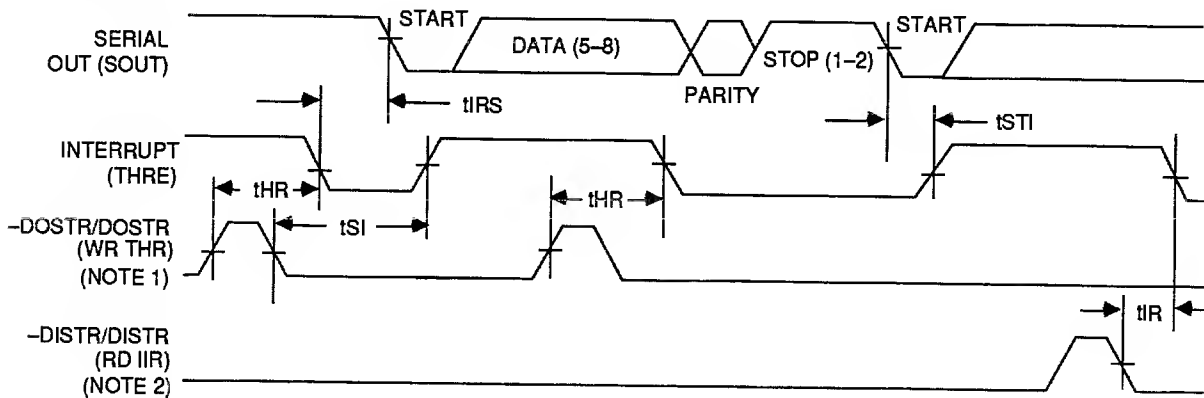 SERIAL
OUT (SOUT)
START
DATA (5–8)
PARITY
STOP (1–2)
START
tIRS
tSTI
INTERRUPT
(THRE)
tHR
tSI
tHR
–DOSTR/DOSTR
(WR THR)
(NOTE 1)
tIR
–DISTR/DISTR
(RD IIR)
(NOTE 2)